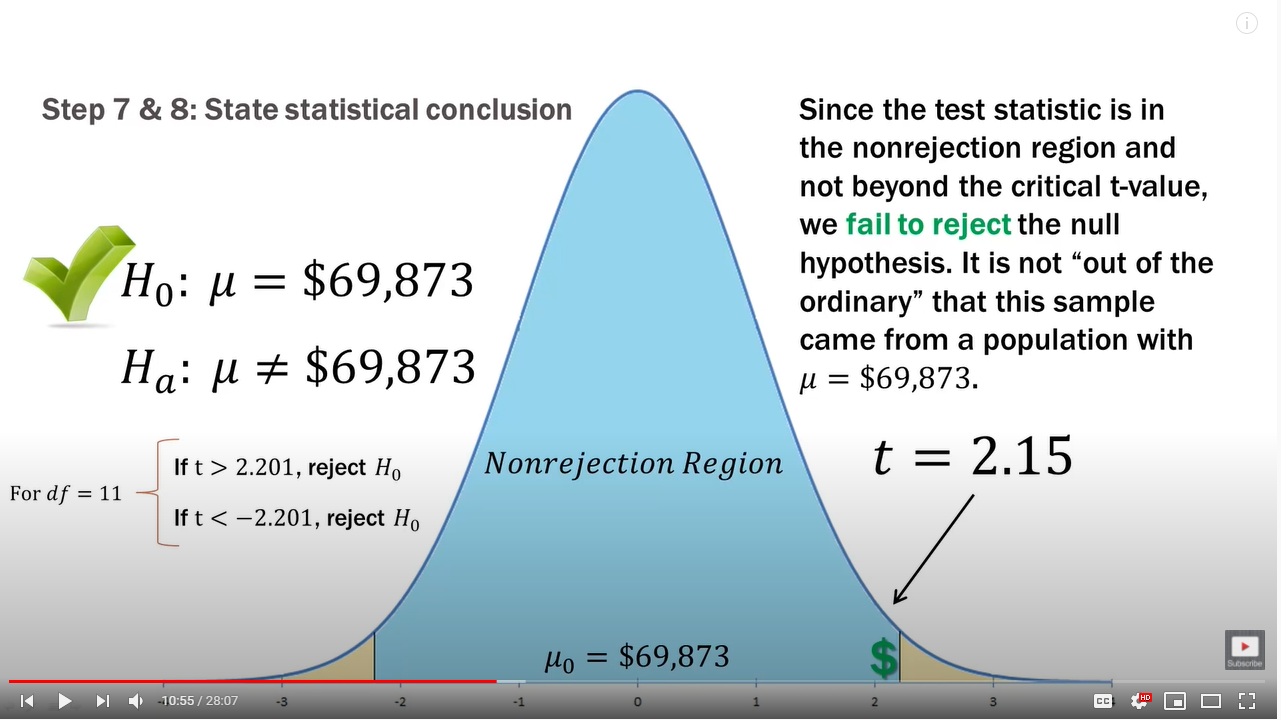 Step 7 & 8: State statistical conclusion
H₀: μ = $69,873
Hₐ: μ ≠ $69,873
For df = 11
If t > 2.201, reject H₀
If t < −2.201, reject H₀
Nonrejection Region
μ₀ = $69,873
Since the test statistic is in
the nonrejection region and
not beyond the critical t-value,
we fail to reject the null
hypothesis. It is not “out of the
ordinary” that this sample
came from a population with
μ = $69,873.
t = 2.15
$
Subscribe
-3 -2 -1 0 1 2 3
10:55 / 28:07
CC HD